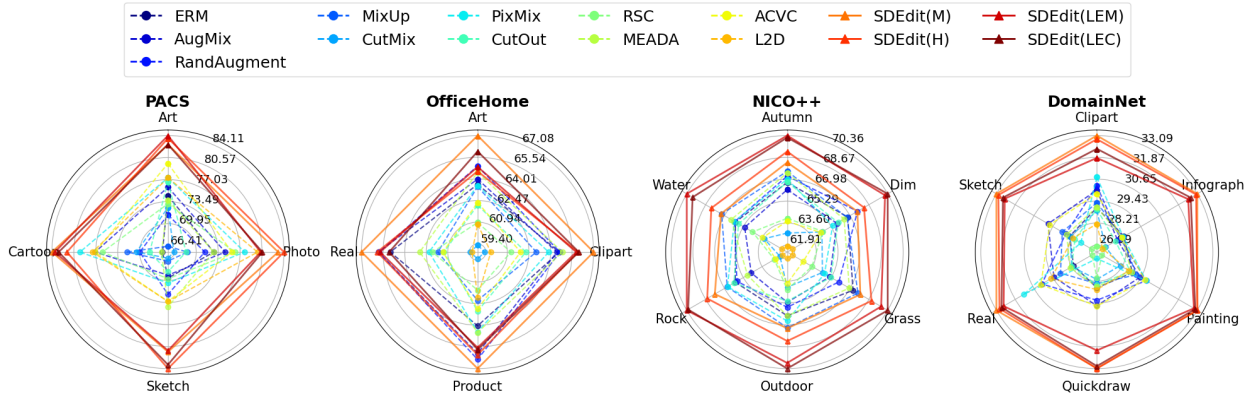 ERM MixUp PixMix RSC ACVC SDEdit(M) SDEdit(LEM)
AugMix CutMix CutOut MEADA L2D SDEdit(H) SDEdit(LEC)
RandAugment
PACS
Art
84.11
80.57
77.03
73.49
69.95
66.41
Cartoon
Photo
Sketch
OfficeHome
Art
67.08
65.54
64.01
62.47
60.94
59.40
Real
Clipart
Product
NICO++
Autumn
70.36
68.67
66.98
65.29
63.60
61.91
Water
Dim
Rock
Grass
Outdoor
DomainNet
Clipart
33.09
31.87
30.65
29.43
28.21
Sketch
Infograph
Real
Painting
Quickdraw